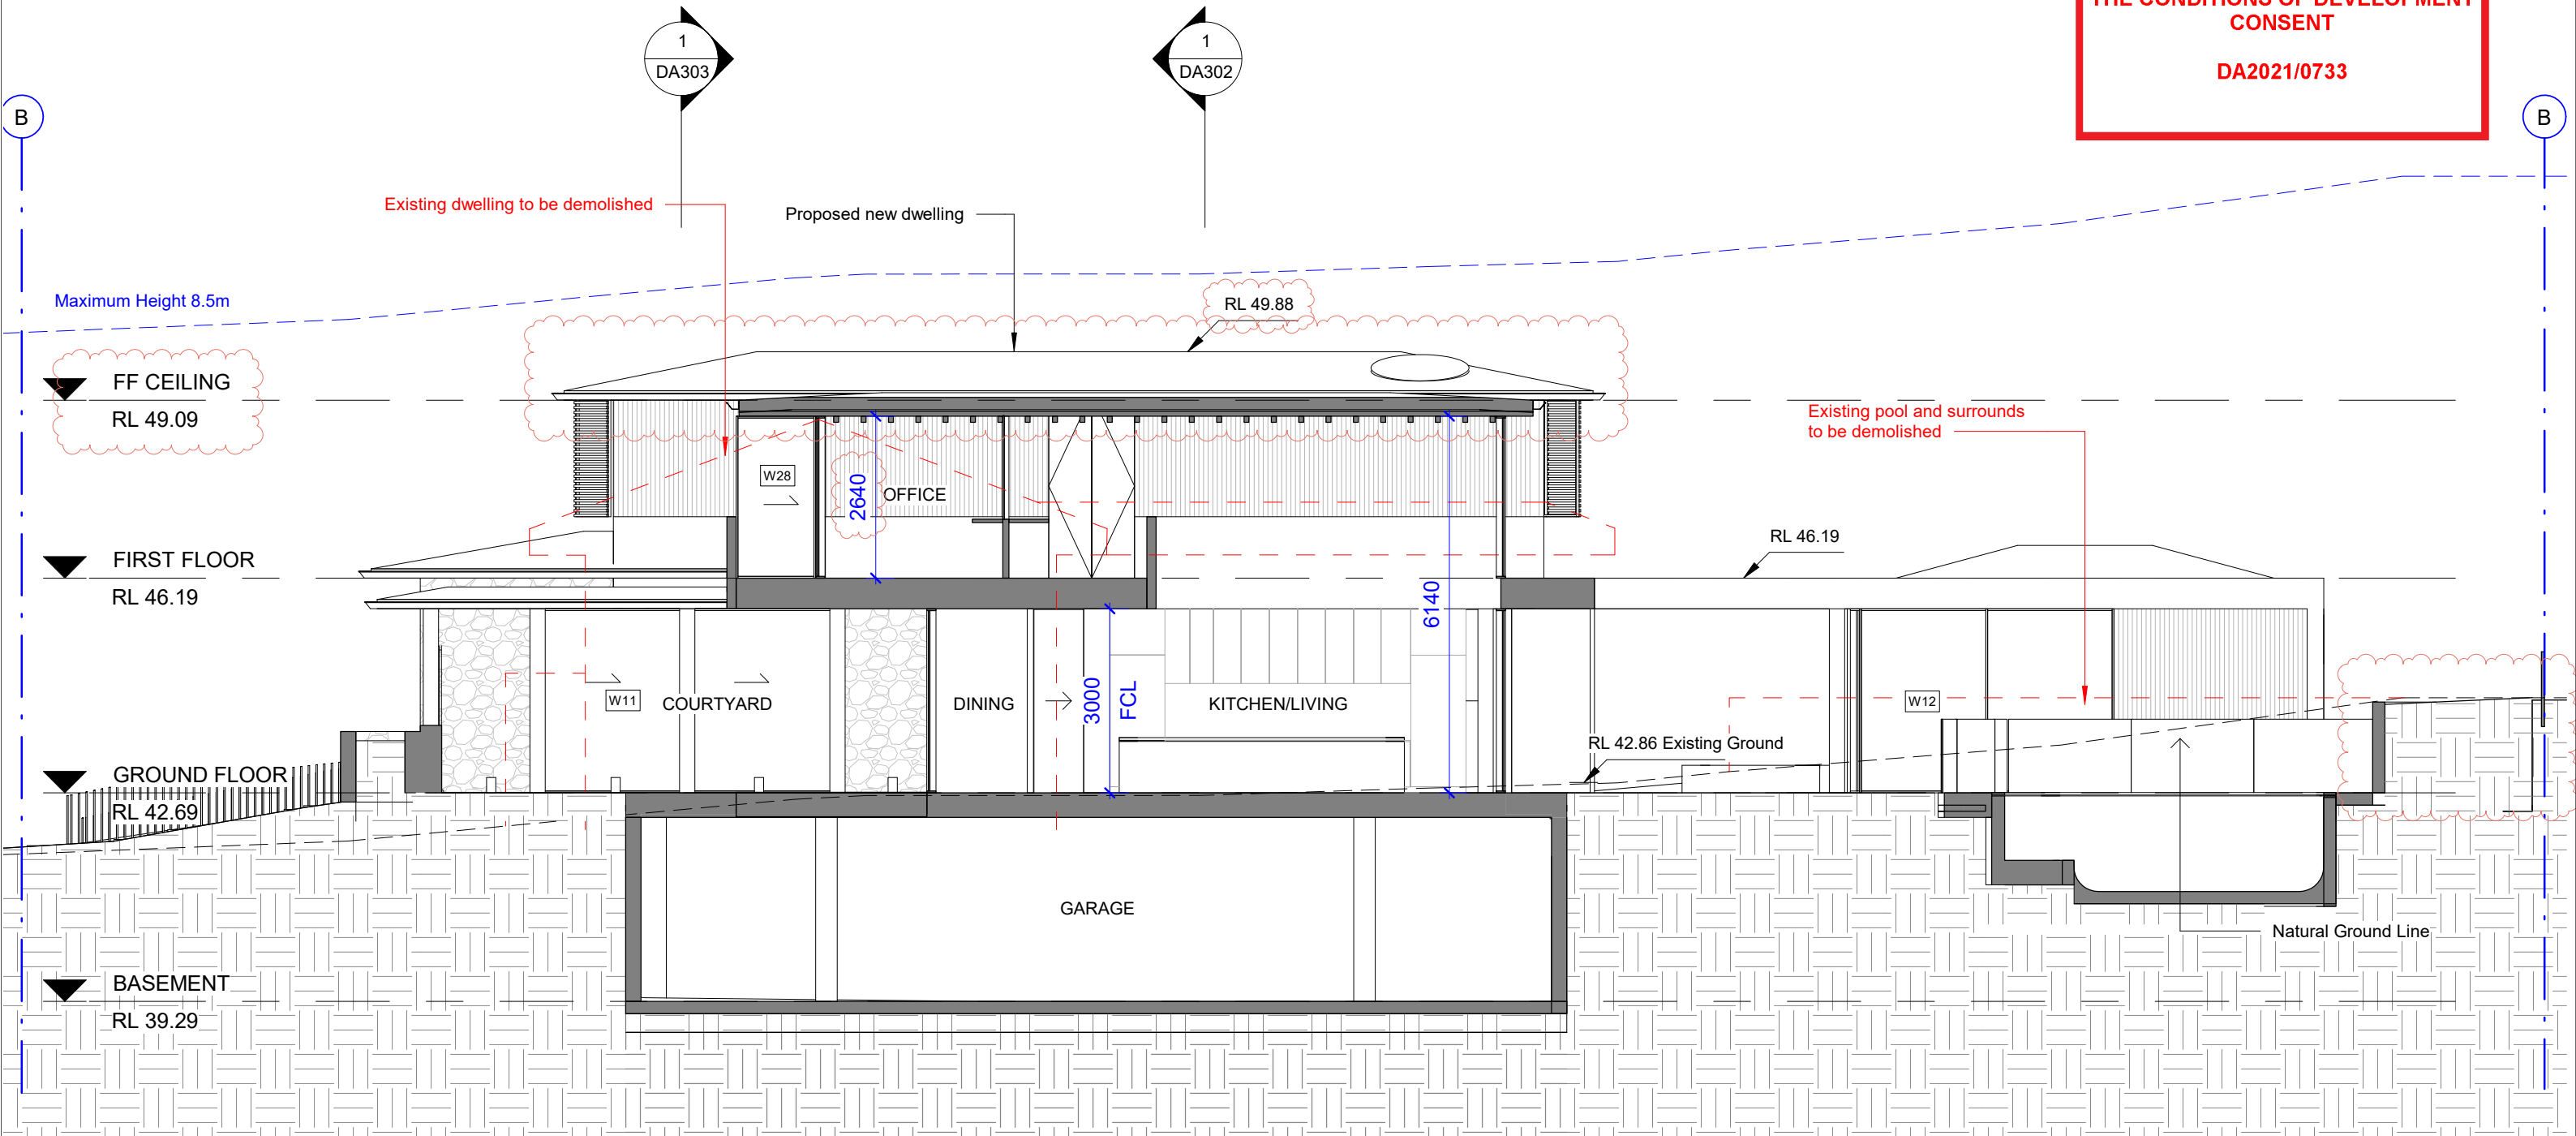 THE CONDITIONS OF DEVELOPMENT
CONSENT
DA2021/0733
1
DA303
1
DA302
B
B
Existing dwelling to be demolished
Proposed new dwelling
Maximum Height 8.5m
RL 49.88
FF CEILING
RL 49.09
Existing pool and surrounds
to be demolished
W28
2640
OFFICE
FIRST FLOOR
RL 46.19
RL 46.19
6140
W11
COURTYARD
DINING
3000
FCL
KITCHEN/LIVING
W12
RL 42.86 Existing Ground
GROUND FLOOR
RL 42.69
GARAGE
Natural Ground Line
BASEMENT
RL 39.29